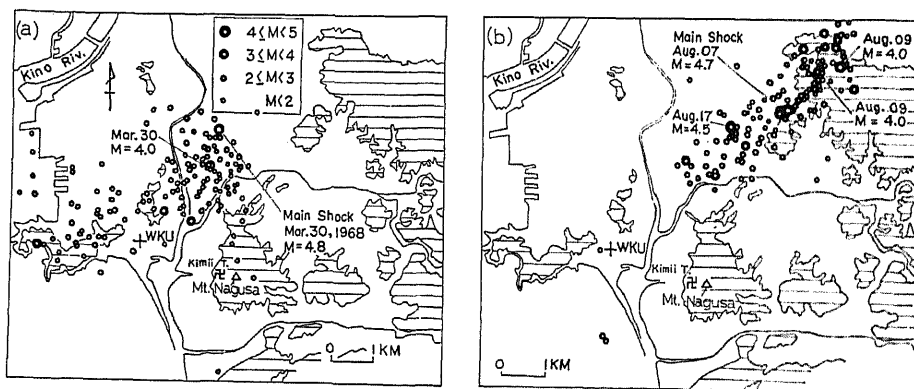 (a)
Kino Riv.
4≤M<5
3≤M<4
2≤M<3
M<2
Mar.30
M=4.0
Main Shock
Mar.30,1968
M=4.8
WKU
Kimii T.
卍
Mt. Nagusa
0 1KM
(b)
Kino Riv.
Main Shock
Aug.07
M=4.7
Aug.09
M=4.0
Aug.09
M=4.0
Aug.17
M=4.5
WKU
Kimii T.
卍
Mt. Nagusa
0 1KM